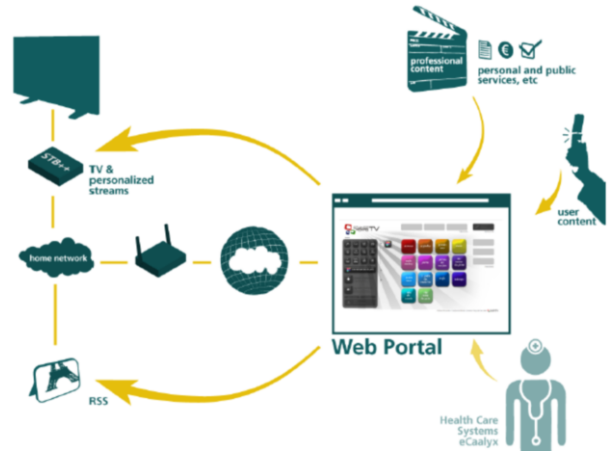 professional
content
personal and public
services, etc
STB++
TV &
personalized
streams
user
content
home network
Web Portal
RSS
Health Care
Systems
eCaalyx